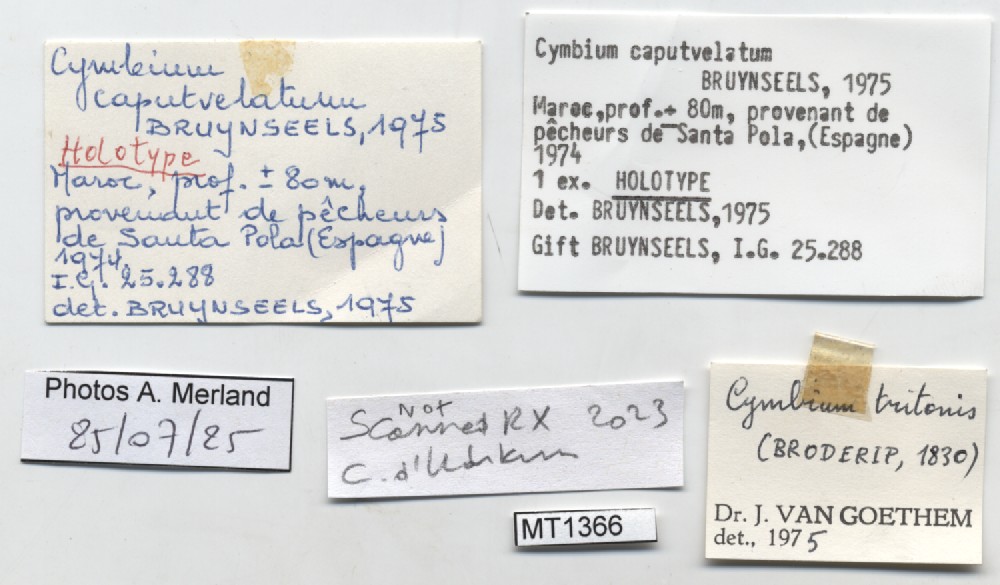 Cymbium
caputvelatum
BRUYNSEELS, 1975
Holotype
Maroc, prof. ± 80m,
provenant de pêcheurs
de Santa Pola (Espagne)
1974.
I.G. 25.288
det. BRUYNSEELS, 1975
Cymbium caputvelatum
BRUYNSEELS, 1975
Maroc,prof.± 80m, provenant de
pêcheurs de Santa Pola,(Espagne)
1974
1 ex. HOLOTYPE
Det. BRUYNSEELS,1975
Gift BRUYNSEELS, I.G. 25.288
Photos A. Merland
25/07/25
Not
Scanned RX 2023
C.
MT1366
Cymbium tritonis
(BRODERIP, 1830)
Dr. J. VAN GOETHEM
det., 1975